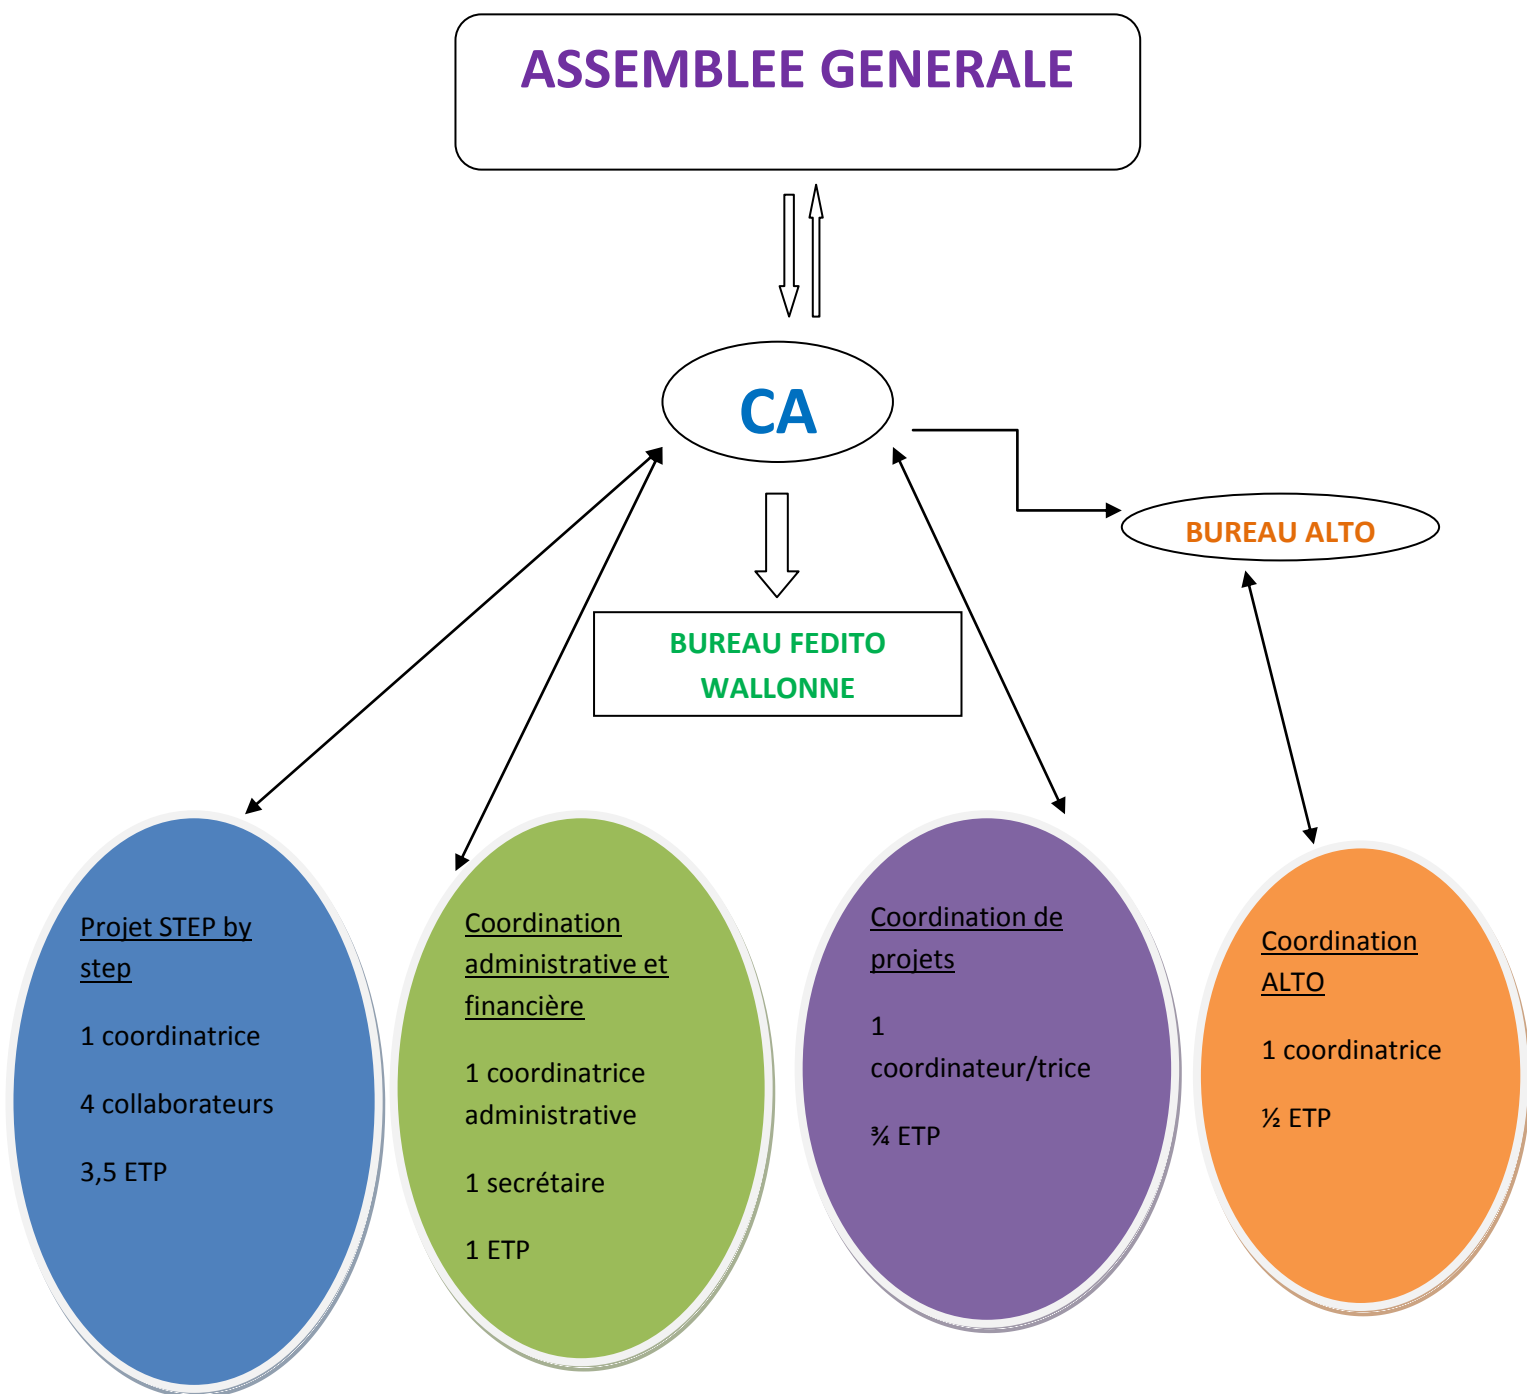 ASSEMBLEE GENERALE
CA
BUREAU ALTO
BUREAU FEDITO
WALLONNE
Projet STEP by
step
1 coordinatrice
4 collaborateurs
3,5 ETP
Coordination
administrative et
financière
1 coordinatrice
administrative
1 secrétaire
1 ETP
Coordination de
projets
1
coordinateur/trice
¾ ETP
Coordination
ALTO
1 coordinatrice
½ ETP